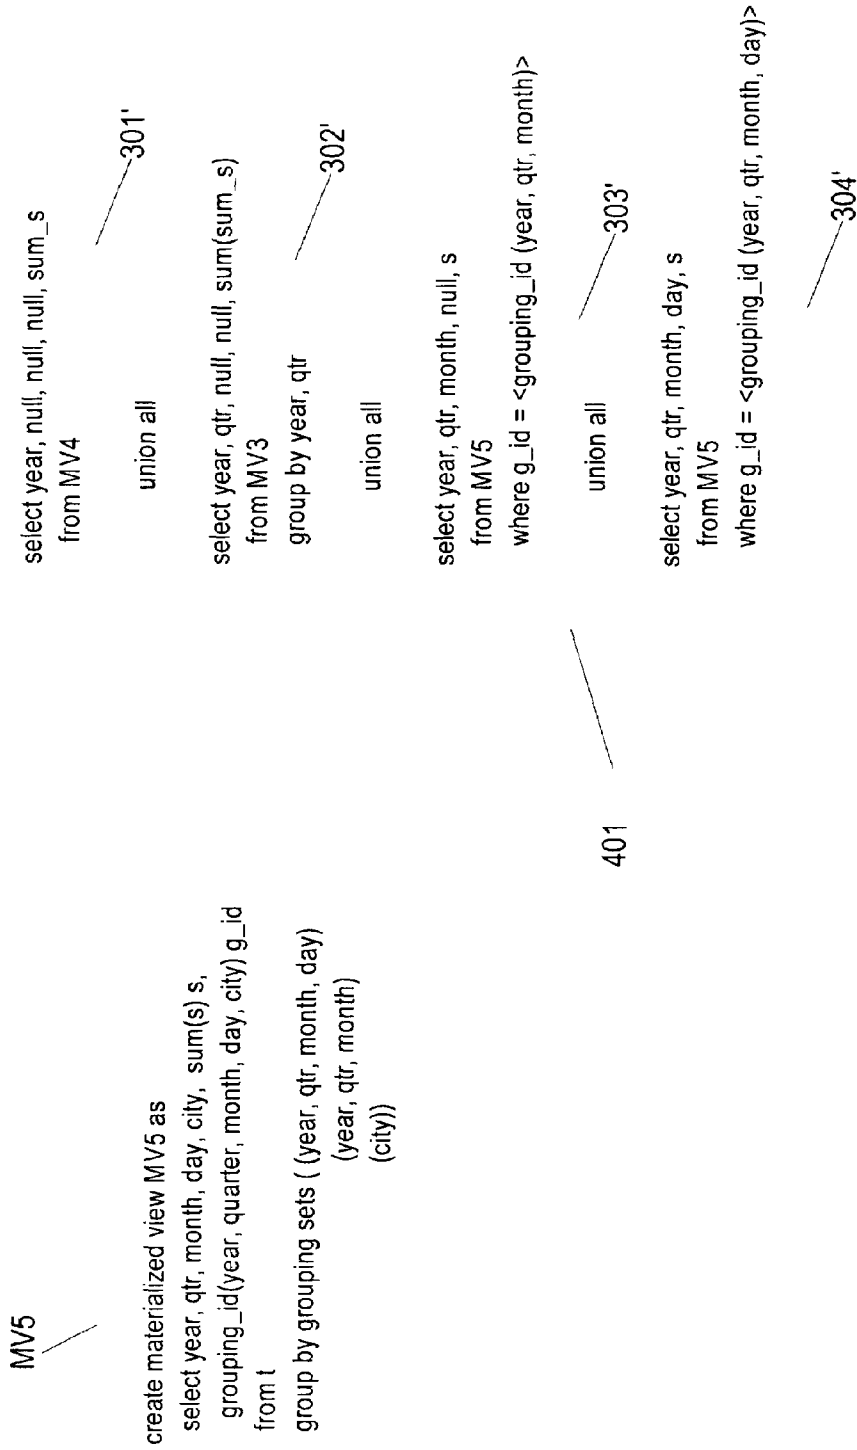 MV5
create materialized view MV5 as
select year, qtr, month, day, city, sum(s) s,
grouping_id(year, quarter, month, day, city) g_id
from t
group by grouping sets ( (year, qtr, month, day)
(year, qtr, month)
(city))
401
select year, null, null, null, sum_s
from MV4
301'
union all
select year, qtr, null, null, sum(sum_s)
from MV3
group by year, qtr
302'
union all
select year, qtr, month, null, s
from MV5
where g_id = <grouping_id (year, qtr, month)>
303'
union all
select year, qtr, month, day, s
from MV5
where g_id = <grouping_id (year, qtr, month, day)>
304'